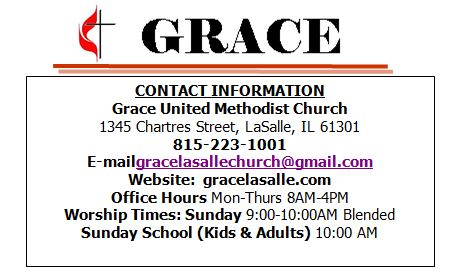 GRACE
CONTACT INFORMATION
Grace United Methodist Church
1345 Chartres Street, LaSalle, IL 61301
815-223-1001
E-mailgracelasallechurch@gmail.com
Website: gracelasalle.com
Office Hours Mon-Thurs 8AM-4PM
Worship Times: Sunday 9:00-10:00AM Blended
Sunday School (Kids & Adults) 10:00 AM